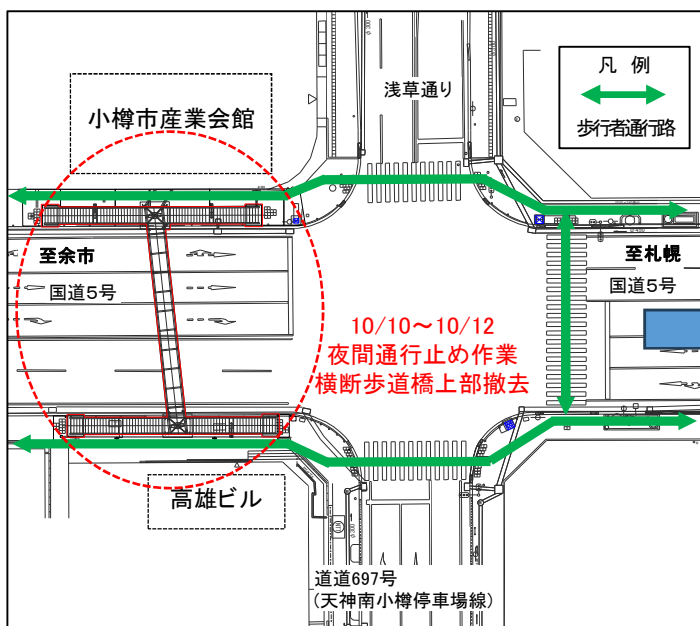 凡 例
歩行者通行路
浅草通り
小樽市産業会館
至余市
国道5号
至札幌
国道5号
10/10～10/12
夜間通行止め作業
横断歩道橋上部撤去
高雄ビル
道道697号
(天神南小樽停車場線)